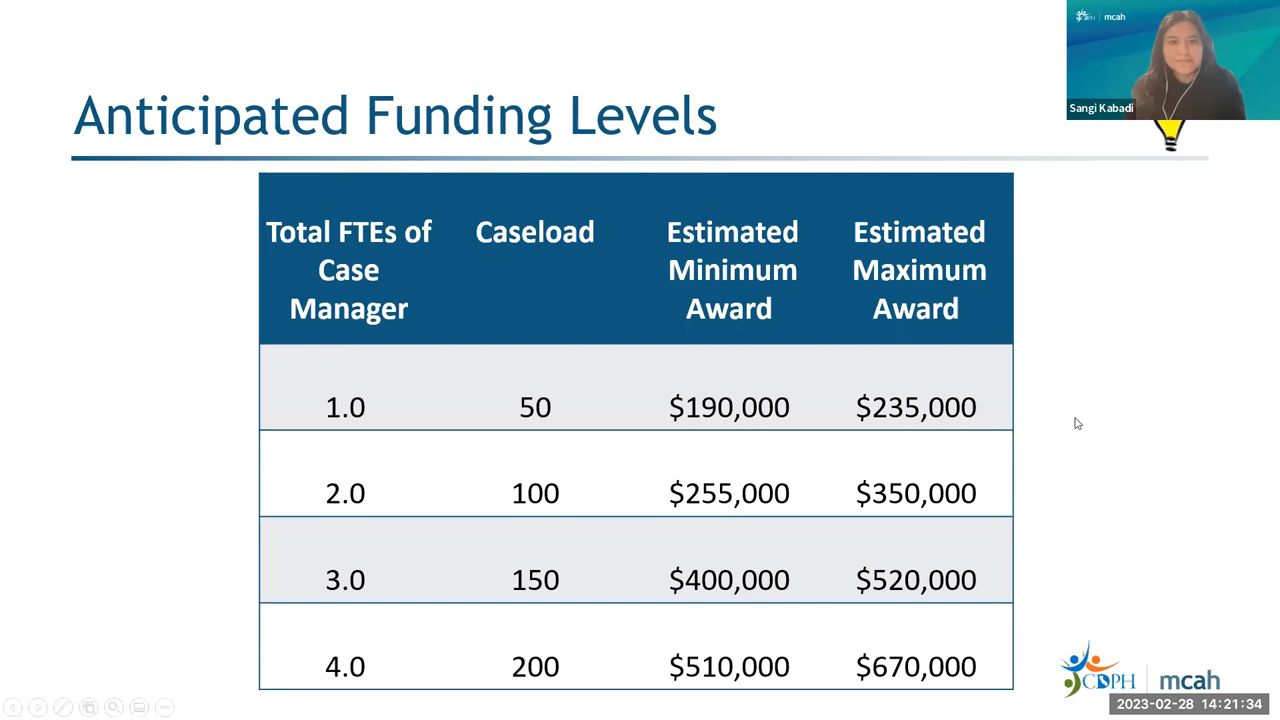 CDPH | mcah
Sangi Kabadi
Anticipated Funding Levels
Total FTEs of Case Manager
Caseload
Estimated Minimum Award
Estimated Maximum Award
1.0 50 $190,000 $235,000
2.0 100 $255,000 $350,000
3.0 150 $400,000 $520,000
4.0 200 $510,000 $670,000
CDPH | mcah
2023-02-28 14:21:34